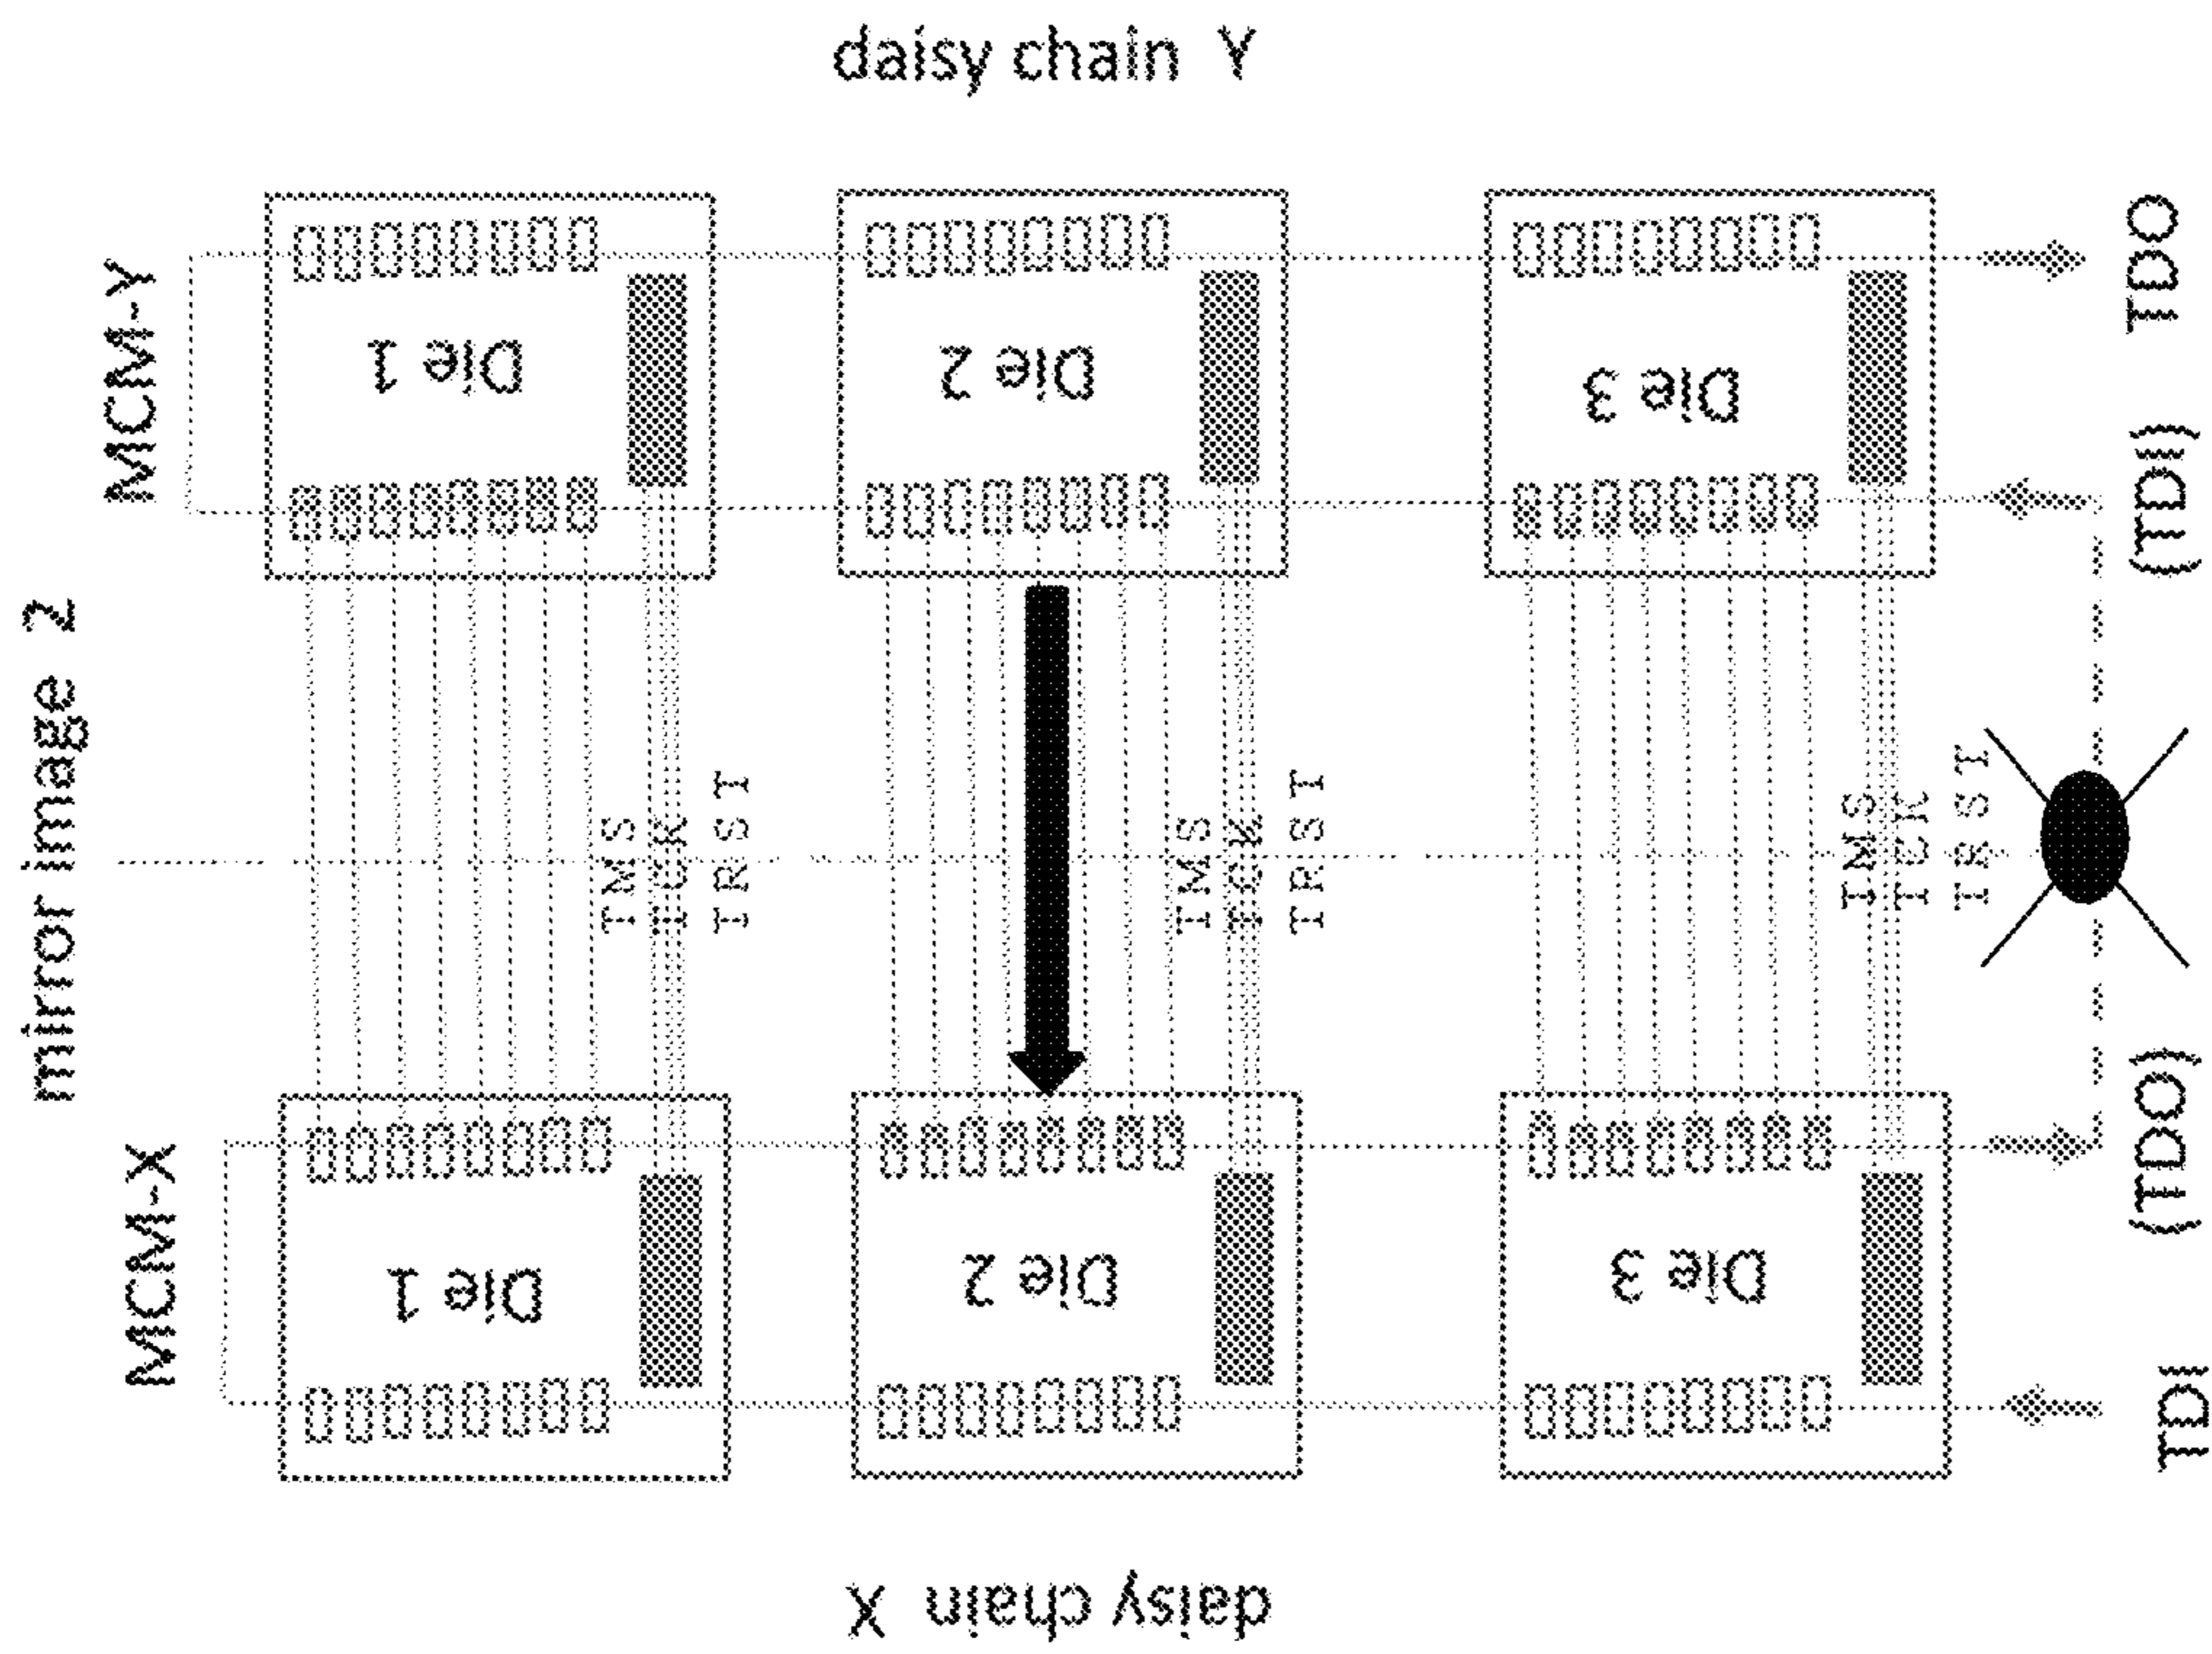 daisy chain Y
mirror image 2
MCM-Y
MCM-X
Die 1
Die 2
Die 3
TMS
TCK
TRST
TMS
TCK
TRST
TMS
TCK
TRST
Die 1
Die 2
Die 3
TDO
(TDI)
(TDO)
TDI
daisy chain X